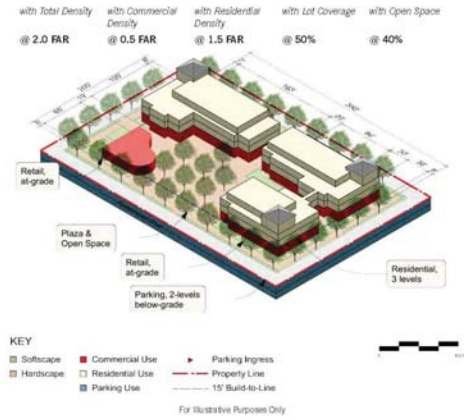 with Total Density
with Commercial Density
with Residential Density
with Lot Coverage
with Open Space
@ 2.0 FAR
@ 0.5 FAR
@ 1.5 FAR
@ 50%
@ 40%
Retail, at-grade
Plaza & Open Space
Retail, at-grade
Parking, 2-levels below-grade
Residential, 3 levels
KEY
Softscape
Commercial Use
Parking Ingress
Hardscape
Residential Use
Property Line
Parking Use
15' Build-to-Line
For Illustrative Purposes Only